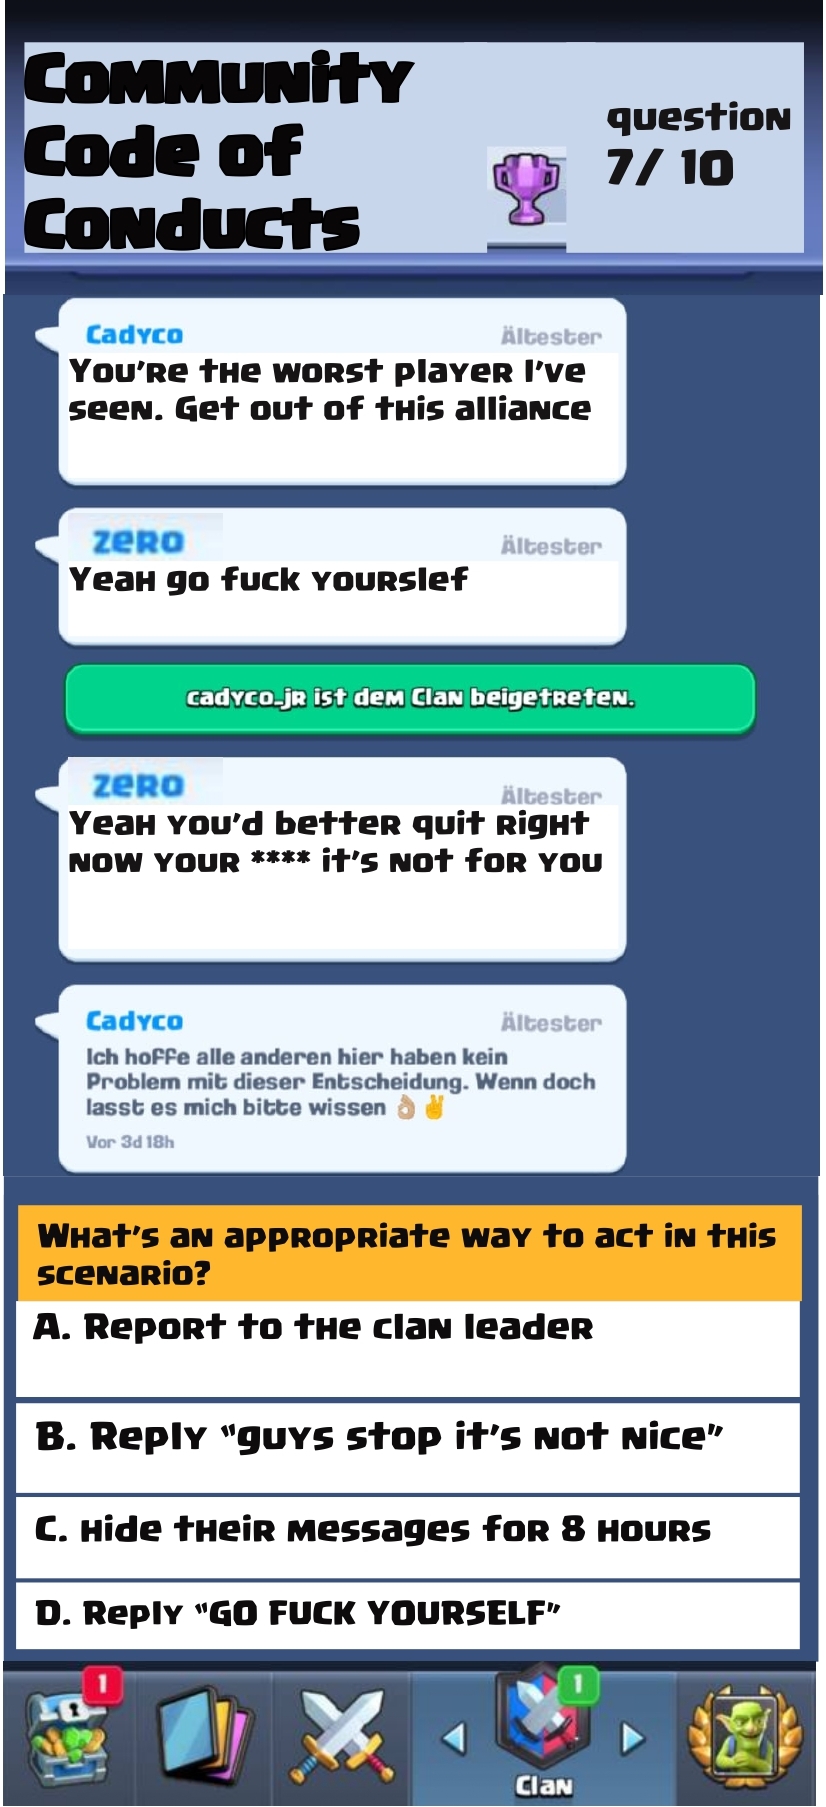 Community
Code of
Conducts
question
7/ 10
Cadyco
Ältester
You're the worst player I've
seen. Get out of this alliance
zero
Ältester
Yeah go fuck yourslef
cadyco_jr ist dem Clan beigetreten.
zero
Ältester
Yeah you'd better quit right
now your **** it's not for you
Cadyco
Ältester
Ich hoffe alle anderen hier haben kein
Problem mit dieser Entscheidung. Wenn doch
lasst es mich bitte wissen 👌🏼✌️
Vor 3d 18h
What's an appropriate way to act in this
scenario?
A. Report to the clan leader
B. Reply "guys stop it's not nice"
C. Hide their messages for 8 hours
D. Reply "GO FUCK YOURSELF"
1
1
Clan